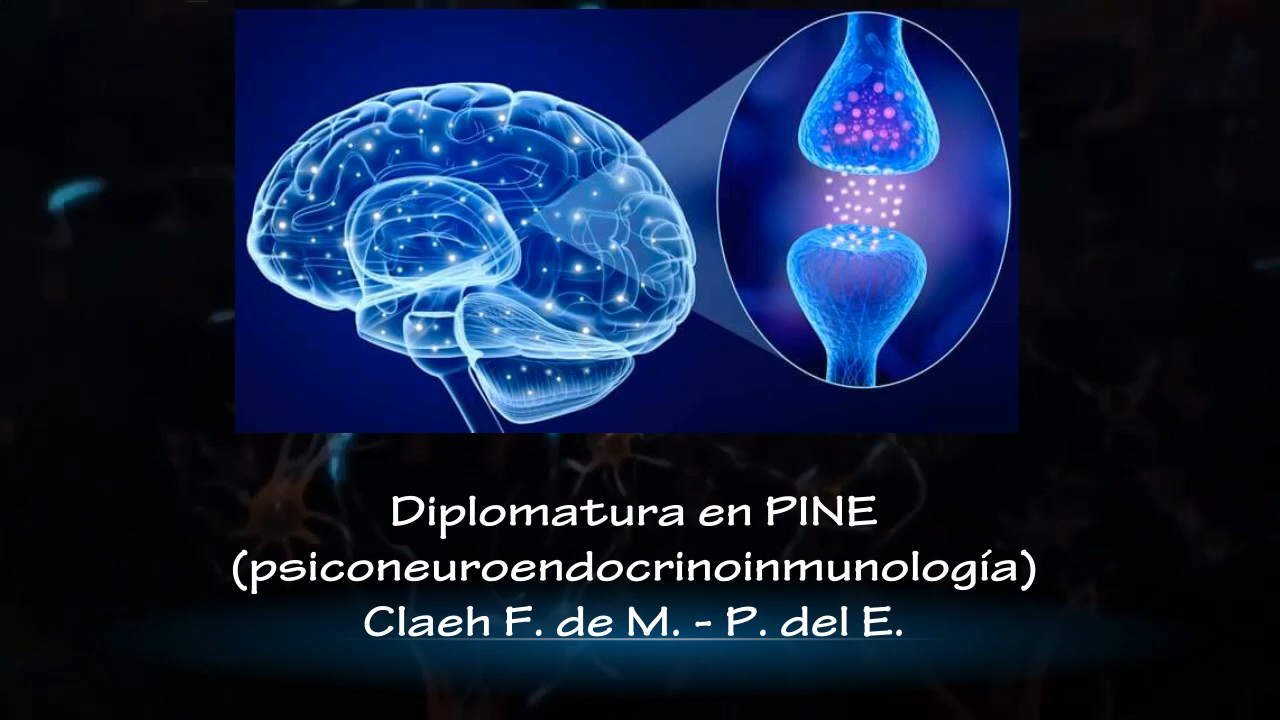 Diplomatura en PINE
(psiconeuroendocrinoinmunología)
Claeh F. de M. - P. del E.